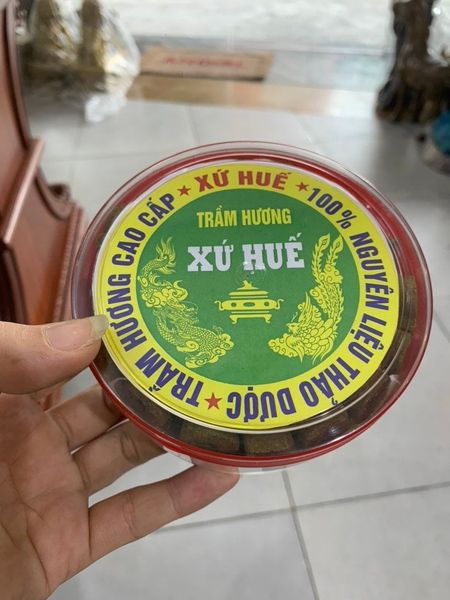 TRẦM HƯƠNG CAO CẤP ★ XỨ HUẾ ★ 100% NGUYÊN LIỆU THẢO DƯỢC ★
TRẦM HƯƠNG
XỨ HUẾ